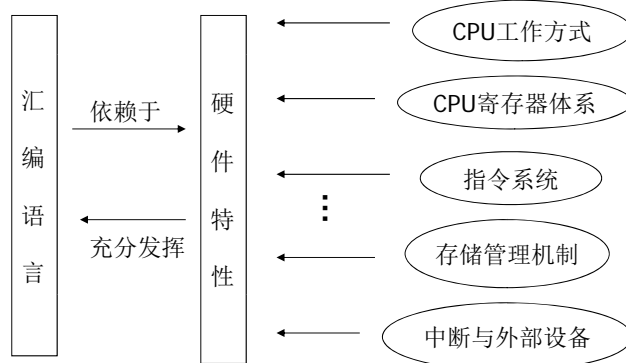 汇编语言
依赖于
充分发挥
硬件特性
CPU工作方式
CPU寄存器体系
指令系统
⋮
存储管理机制
中断与外部设备